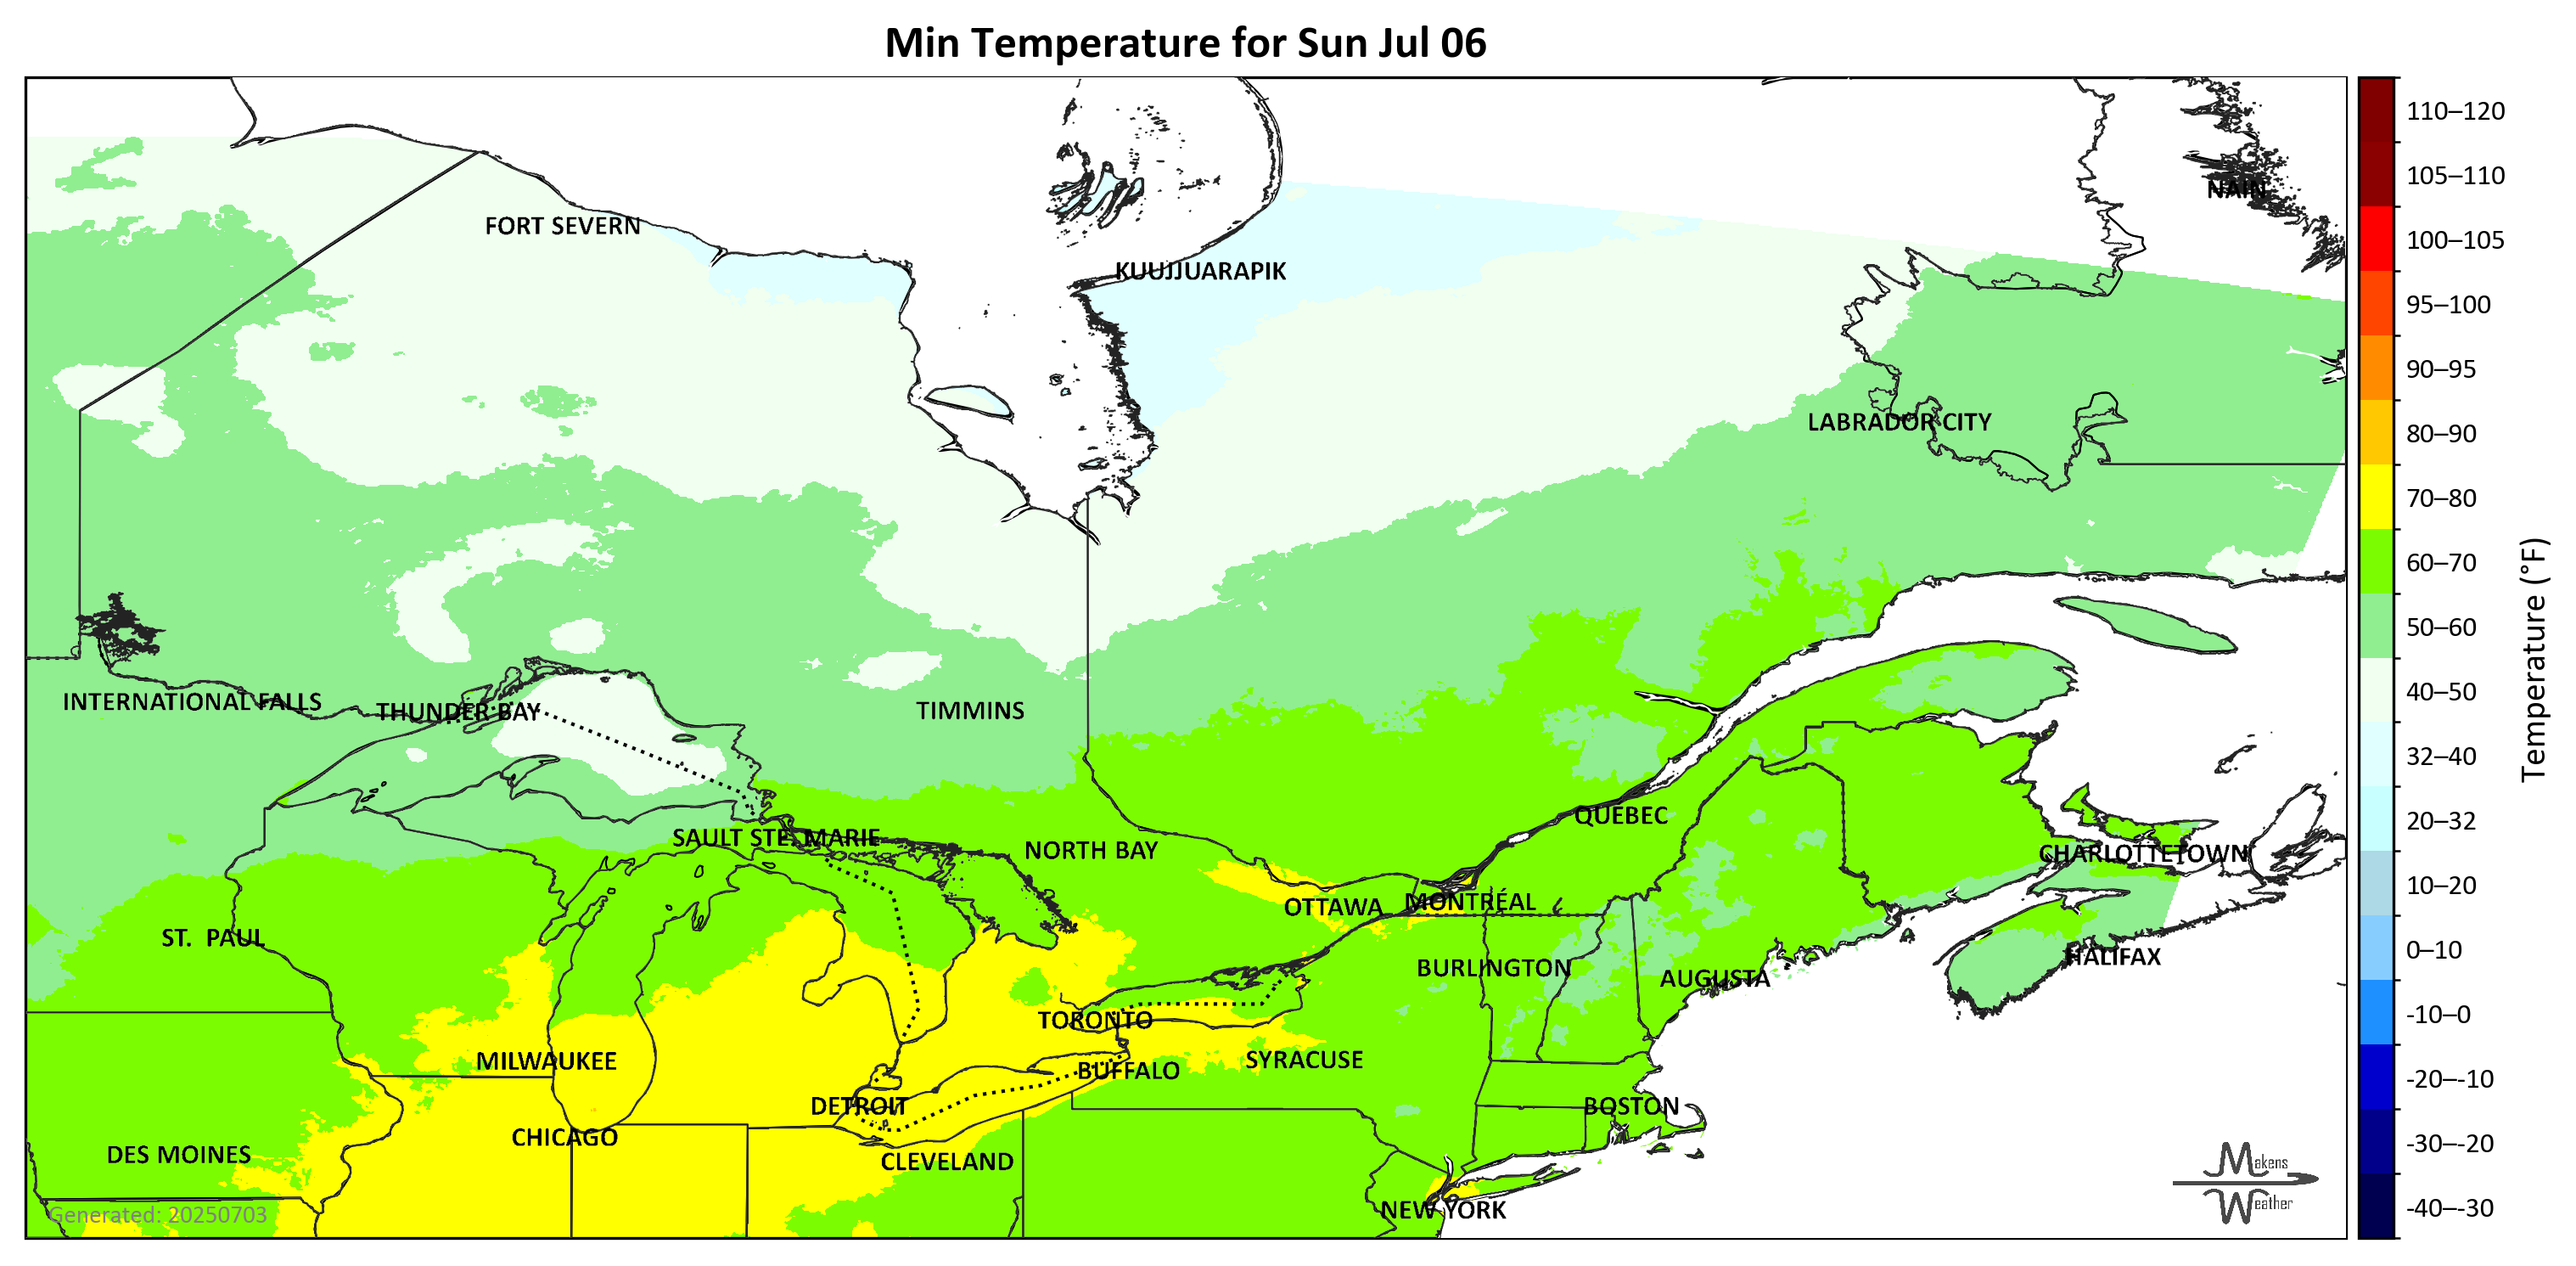 Min Temperature for Sun Jul 06
110–120
105–110
NAIN
FORT SEVERN
100–105
KUUJJUARAPIK
95–100
90–95
LABRADOR CITY
80–90
70–80
60–70
50–60
Temperature (°F)
INTERNATIONAL FALLS
THUNDER BAY
TIMMINS
40–50
32–40
QUÉBEC
20–32
SAULT STE. MARIE
NORTH BAY
CHARLOTTETOWN
10–20
OTTAWA
MONTRÉAL
ST.  PAUL
0–10
HALIFAX
BURLINGTON
AUGUSTA
TORONTO
-10–0
MILWAUKEE
SYRACUSE
BUFFALO
-20–-10
DETROIT
BOSTON
CHICAGO
-30–-20
DES MOINES
CLEVELAND
Makens
Weather
NEW YORK
-40–-30
Generated: 20250703